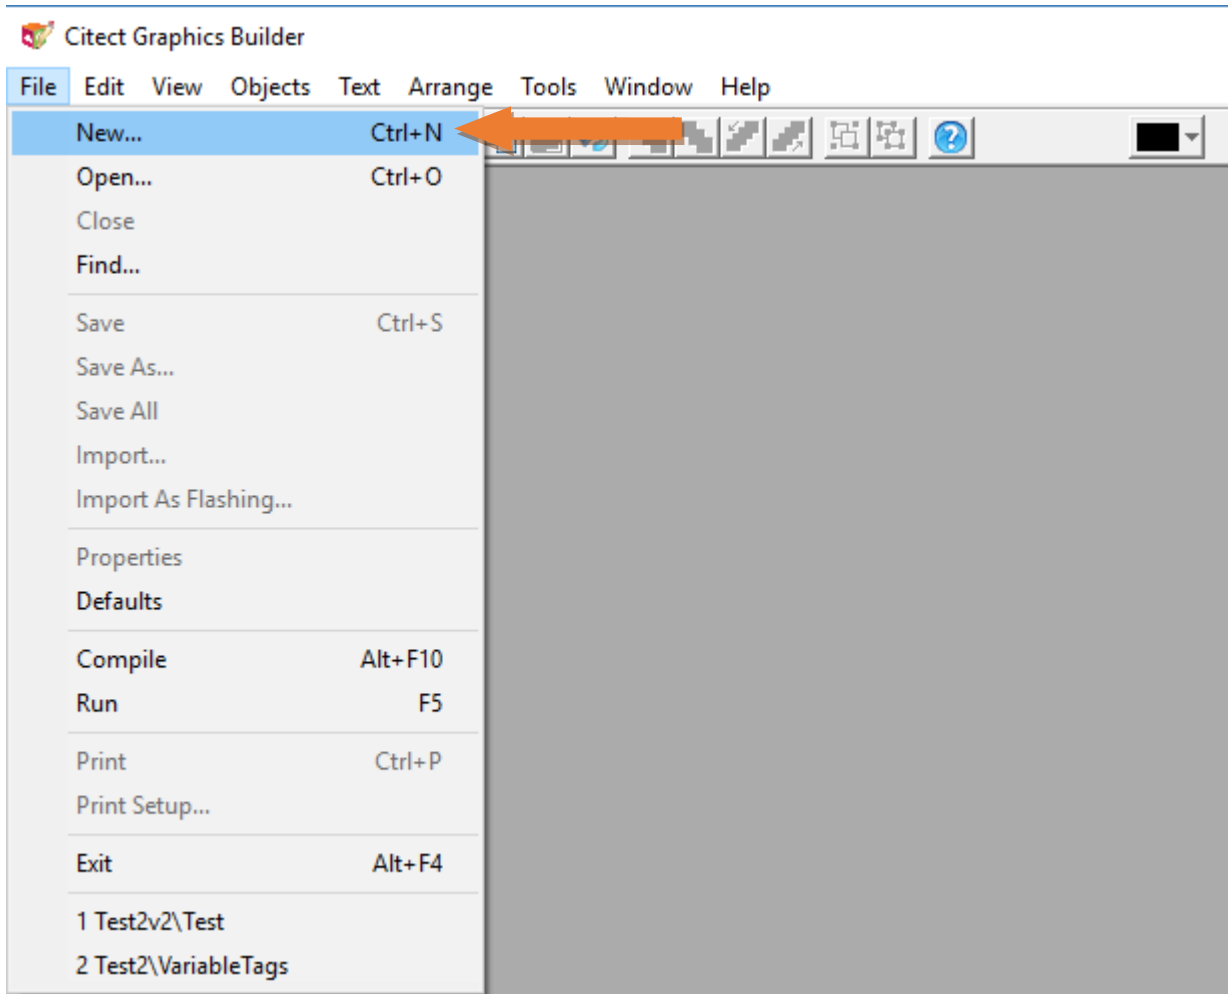 Citect Graphics Builder
File Edit View Objects Text Arrange Tools Window Help
New... Ctrl+N
Open... Ctrl+O
Close
Find...
Save Ctrl+S
Save As...
Save All
Import...
Import As Flashing...
Properties
Defaults
Compile Alt+F10
Run F5
Print Ctrl+P
Print Setup...
Exit Alt+F4
1 Test2v2\Test
2 Test2\VariableTags